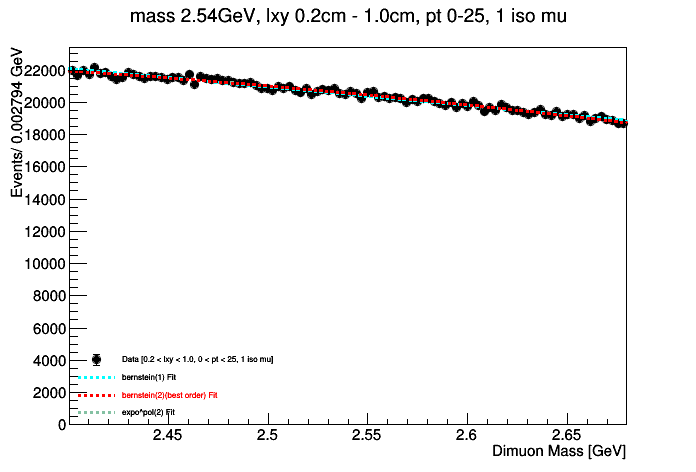 mass 2.54GeV, lxy 0.2cm - 1.0cm, pt 0-25, 1 iso mu
Events/ 0.002794 GeV
22000
20000
18000
16000
14000
12000
10000
8000
6000
4000
2000
0
Data [0.2 < lxy < 1.0, 0 < pt < 25, 1 iso mu]
bernstein(1) Fit
bernstein(2)(best order) Fit
expo^pol(2) Fit
2.45 2.5 2.55 2.6 2.65
Dimuon Mass [GeV]